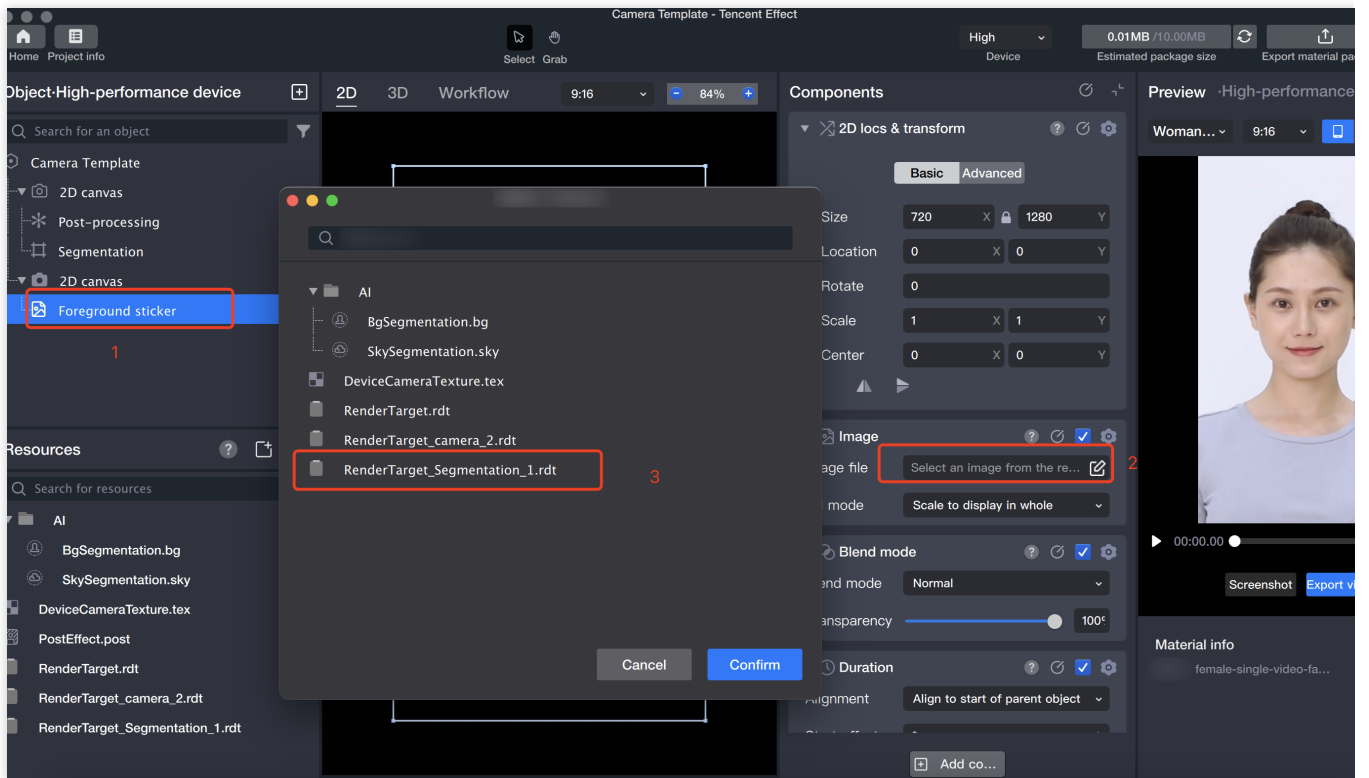 Camera Template - Tencent Effect
Home Project info
Select Grab
High
Device
0.01MB /10.00MB
Estimated package size
Export material pa
Object·High-performance device
Search for an object
Camera Template
2D canvas
Post-processing
Segmentation
2D canvas
Foreground sticker
1
Resources
Search for resources
AI
BgSegmentation.bg
SkySegmentation.sky
DeviceCameraTexture.tex
PostEffect.post
RenderTarget.rdt
RenderTarget_camera_2.rdt
RenderTarget_Segmentation_1.rdt
2D 3D Workflow 9:16 84%
AI
BgSegmentation.bg
SkySegmentation.sky
DeviceCameraTexture.tex
RenderTarget.rdt
RenderTarget_camera_2.rdt
RenderTarget_Segmentation_1.rdt
3
Cancel Confirm
Components
2D locs & transform
Basic Advanced
Size 720 X 1280 Y
Location 0 X 0 Y
Rotate 0
Scale 1 X 1 Y
Center 0 X 0 Y
Image
age file Select an image from the re...
2
mode Scale to display in whole
Blend mode
end mode Normal
ansparency 100%
Duration
Alignment Align to start of parent object
Add co...
Preview ·High-performance
Woman... 9:16
00:00.00
Screenshot Export vi
Material info
female-single-video-fa...